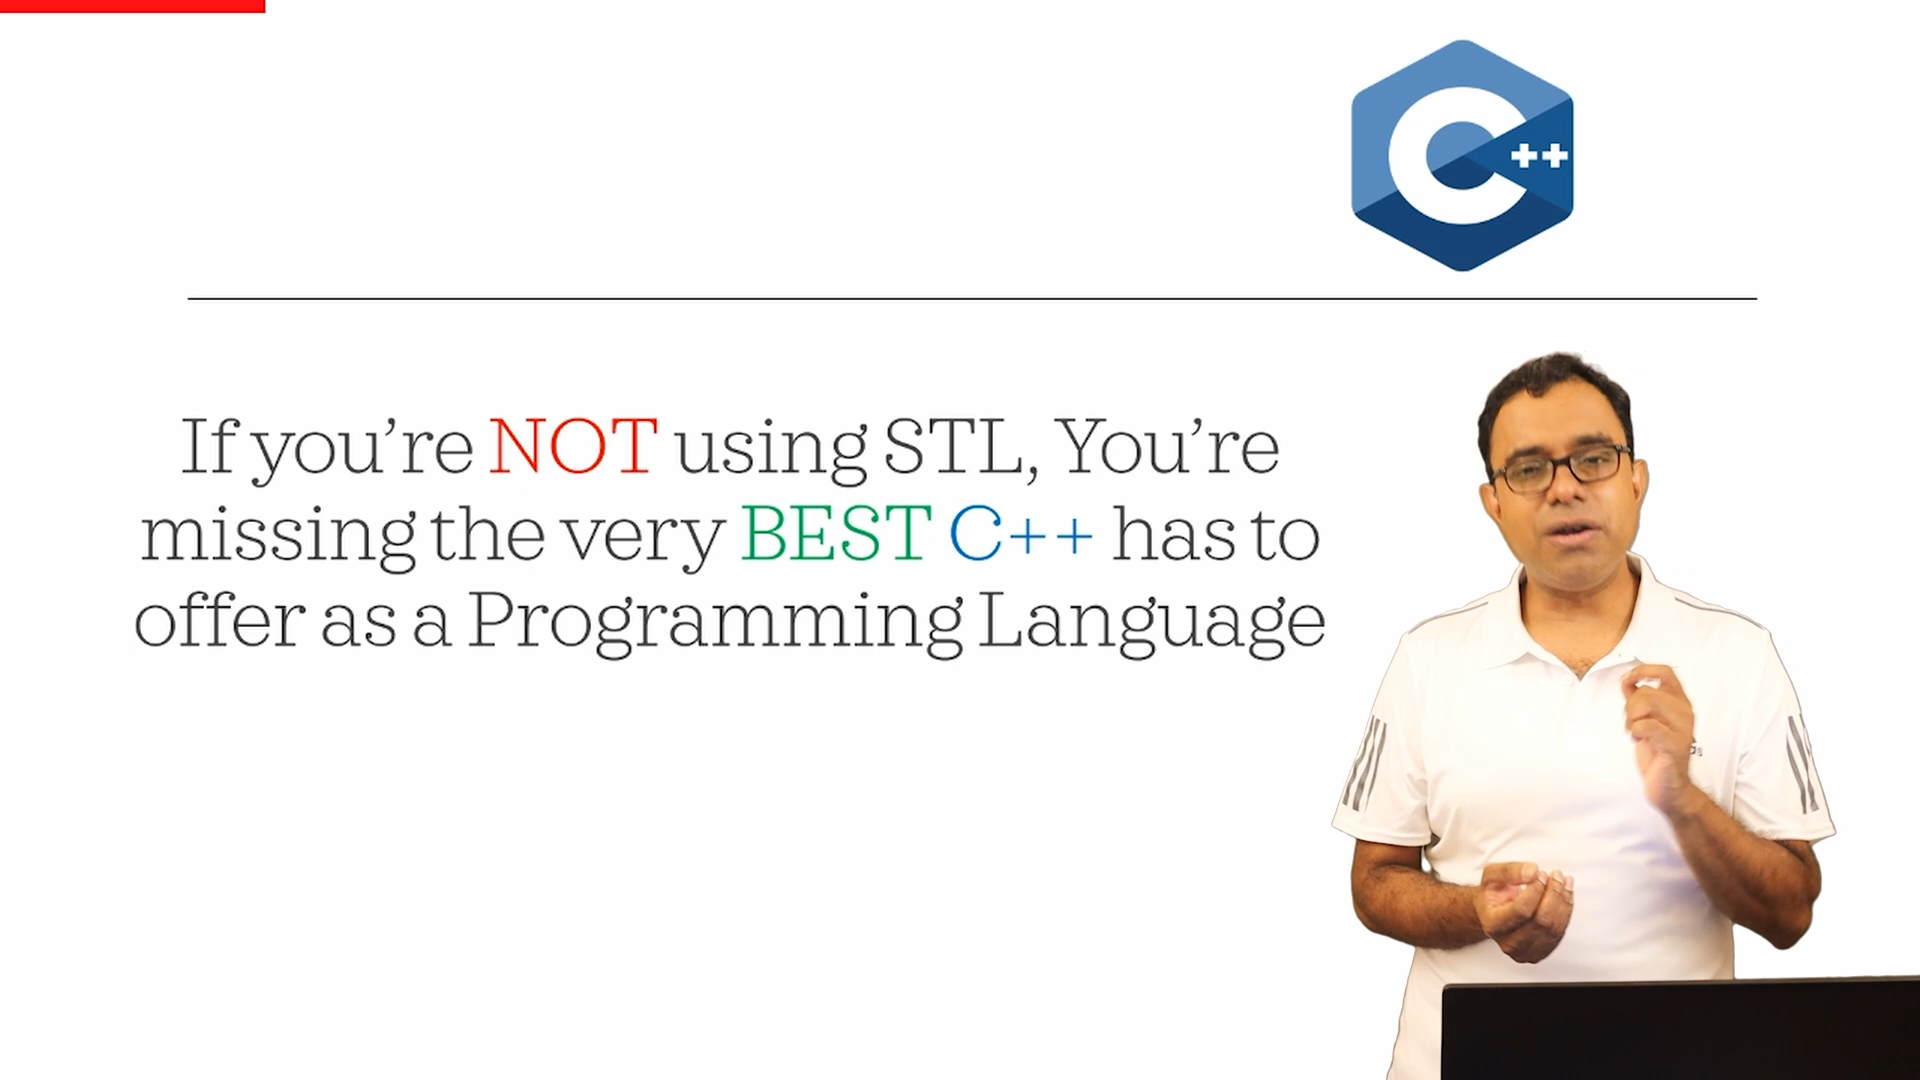 C++
If you're NOT using STL, You're
missing the very BEST C++ has to
offer as a Programming Language